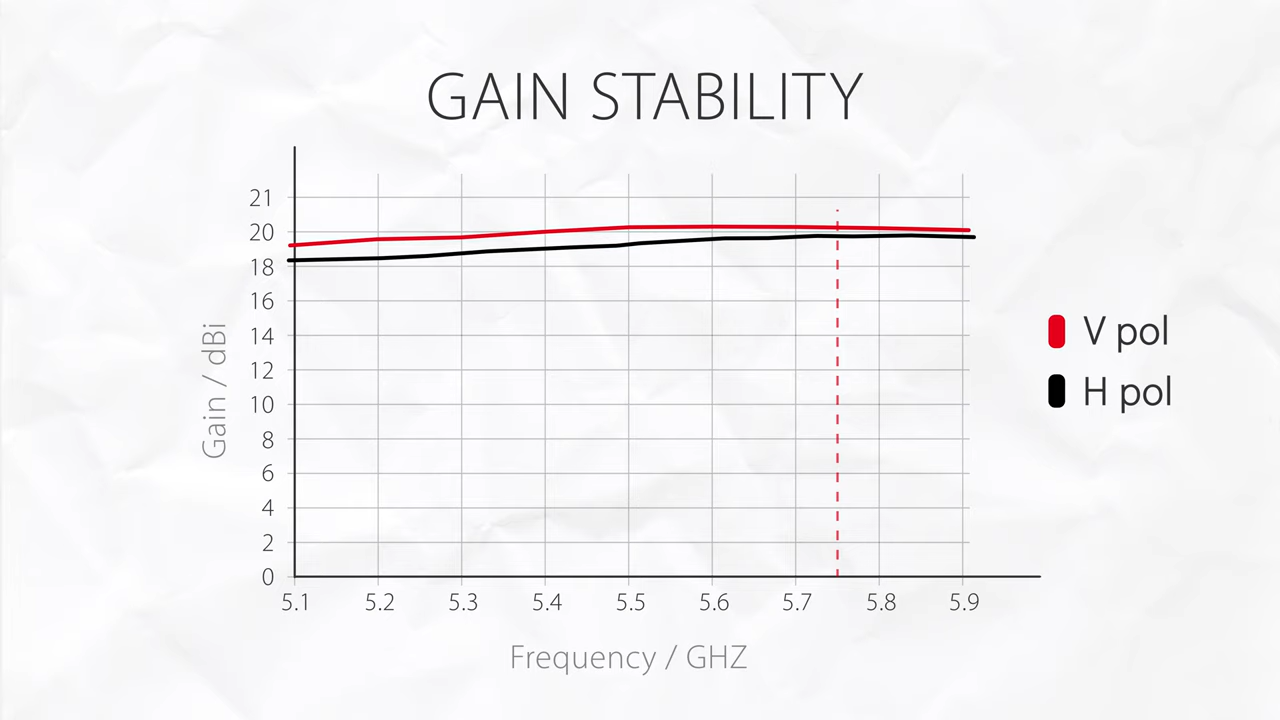 GAIN STABILITY
21
20
18
16
14
12
10
8
6
4
2
0
Gain / dBi
5.1 5.2 5.3 5.4 5.5 5.6 5.7 5.8 5.9
Frequency / GHZ
V pol
H pol